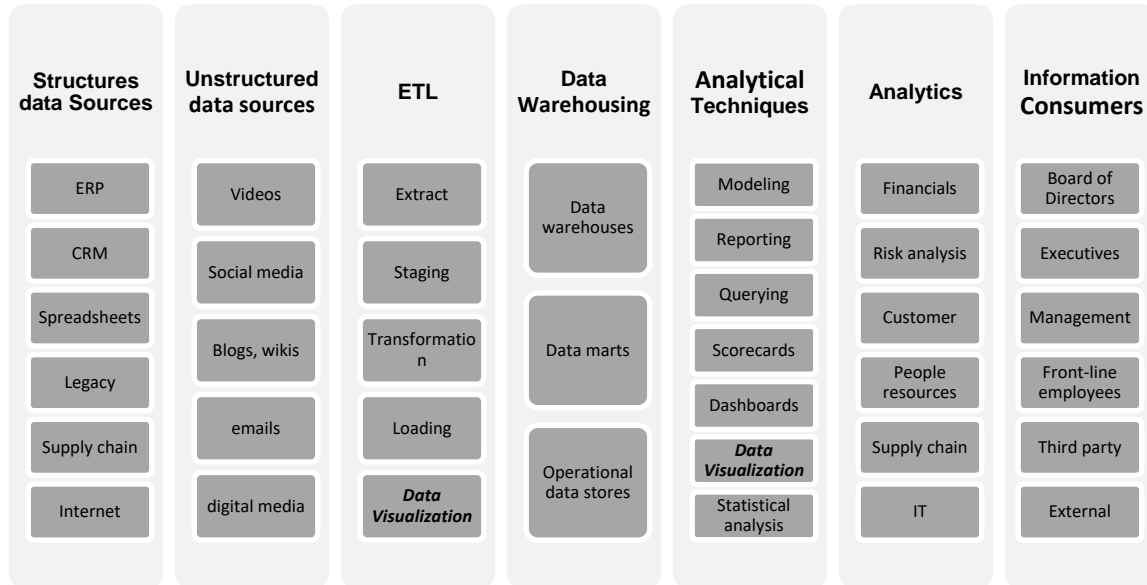 Structures
data Sources
ERP
CRM
Spreadsheets
Legacy
Supply chain
Internet
Unstructured
data sources
Videos
Social media
Blogs, wikis
emails
digital media
ETL
Extract
Staging
Transformatio
n
Loading
Data
Visualization
Data
Warehousing
Data
warehouses
Data marts
Operational
data stores
Analytical
Techniques
Modeling
Reporting
Querying
Scorecards
Dashboards
Data
Visualization
Statistical
analysis
Analytics
Financials
Risk analysis
Customer
People
resources
Supply chain
IT
Information
Consumers
Board of
Directors
Executives
Management
Front-line
employees
Third party
External